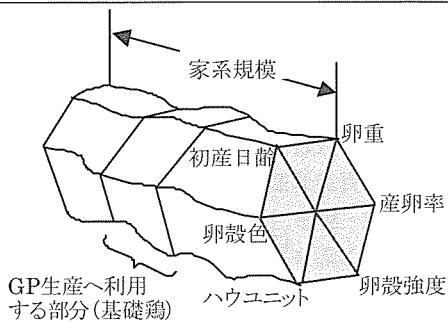 家系規模
卵重
初産日齢
産卵率
卵殻色
GP生産へ利用
する部分(基礎鶏)
ハウユニット
卵殻強度